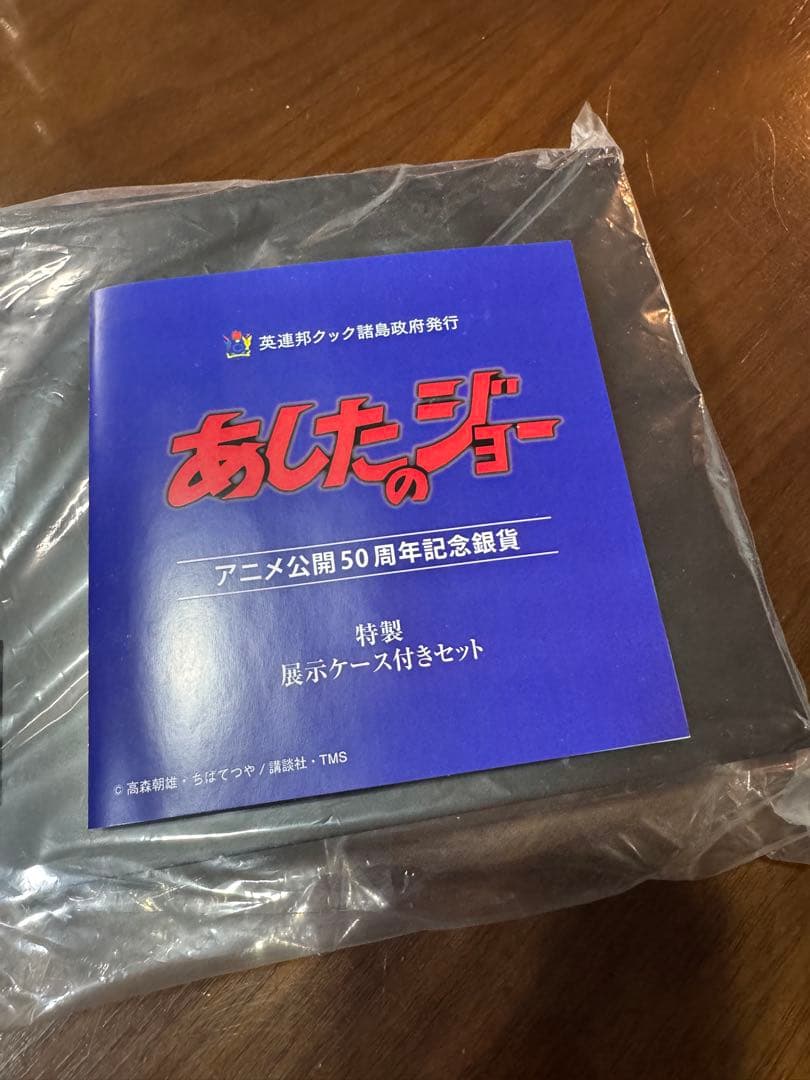 英連邦クック諸島政府発行
あしたのジョー
アニメ公開50周年記念銀貨
特製
展示ケース付きセット
© 高森朝雄・ちばてつや / 講談社・TMS